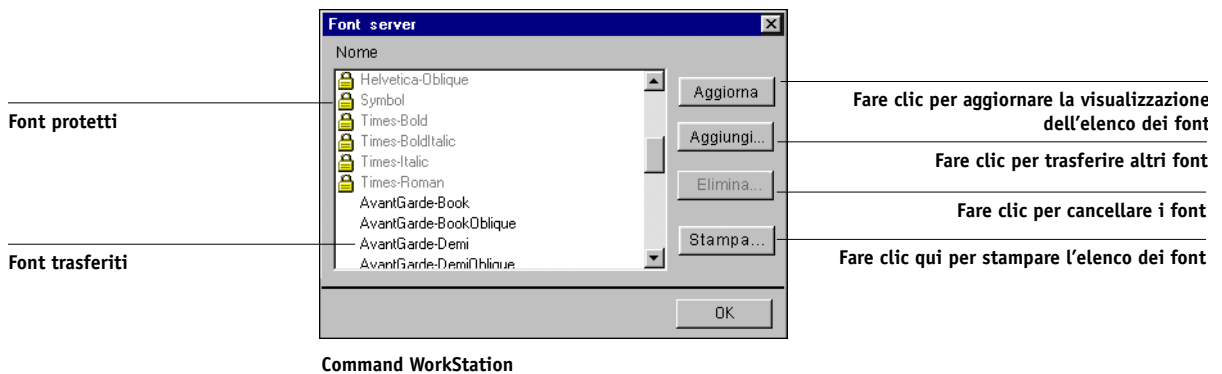 Font server
Nome
Helvetica-Oblique
Symbol
Times-Bold
Times-BoldItalic
Times-Italic
Times-Roman
AvantGarde-Book
AvantGarde-BookOblique
AvantGarde-Demi
AvantGarde-DemiOblique
Aggiorna
Aggiungi...
Elimina...
Stampa...
OK
Font protetti
Font trasferiti
Fare clic per aggiornare la visualizzazione
dell'elenco dei font
Fare clic per trasferire altri font
Fare clic per cancellare i font
Fare clic qui per stampare l'elenco dei font
Command WorkStation